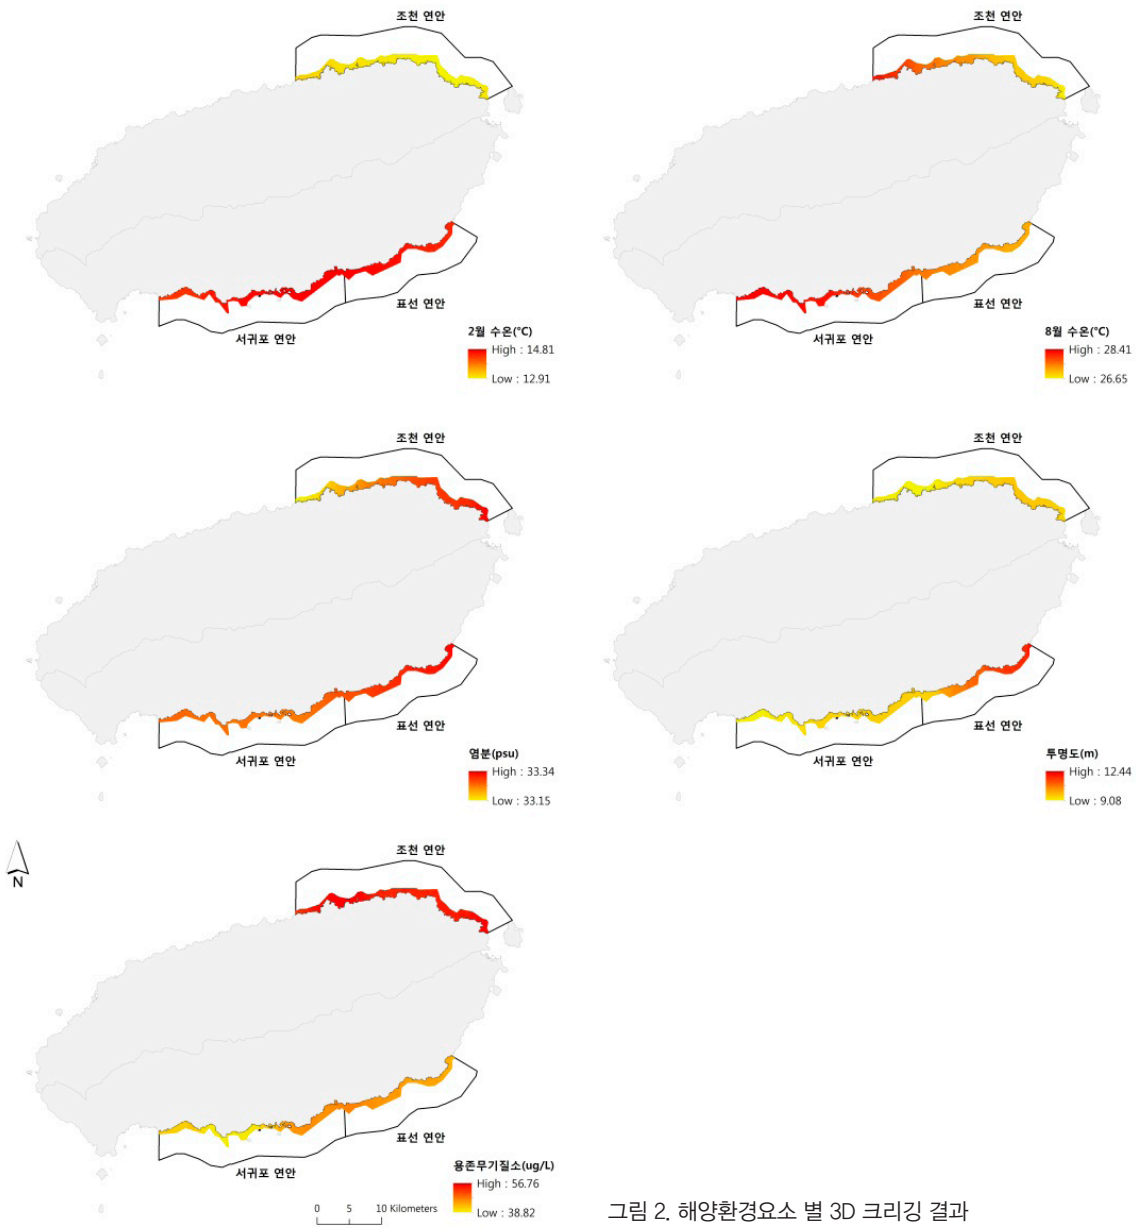 조천 연안
표선 연안
서귀포 연안
2월 수온(°C)
High : 14.81
Low : 12.91
조천 연안
표선 연안
서귀포 연안
8월 수온(°C)
High : 28.41
Low : 26.65
조천 연안
표선 연안
서귀포 연안
염분(psu)
High : 33.34
Low : 33.15
조천 연안
표선 연안
서귀포 연안
투명도(m)
High : 12.44
Low : 9.08
N
조천 연안
표선 연안
서귀포 연안
용존무기질소(ug/L)
High : 56.76
Low : 38.82
0 5 10 Kilometers
그림 2. 해양환경요소 별 3D 크리깅 결과